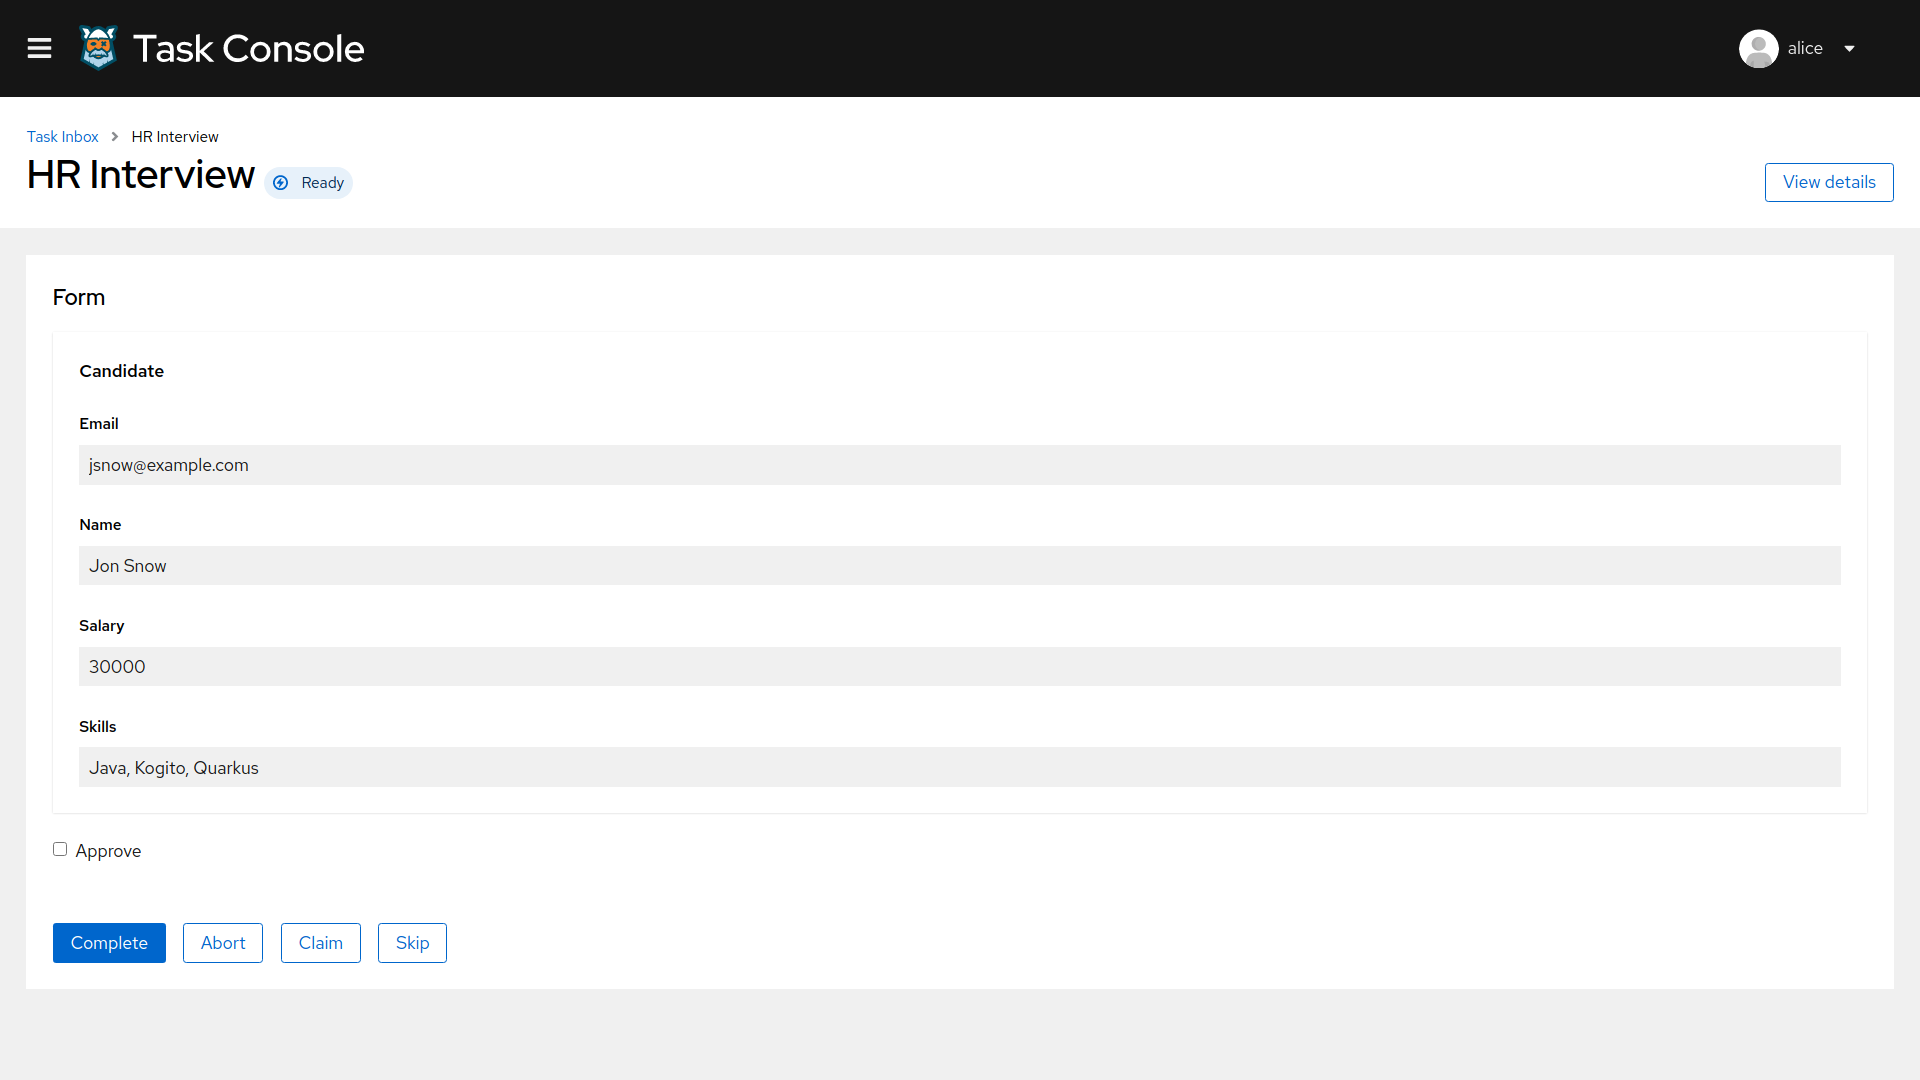 Task Console
alice
Task Inbox > HR Interview
HR Interview Ready
View details
Form
Candidate
Email
jsnow@example.com
Name
Jon Snow
Salary
30000
Skills
Java, Kogito, Quarkus
Approve
Complete Abort Claim Skip